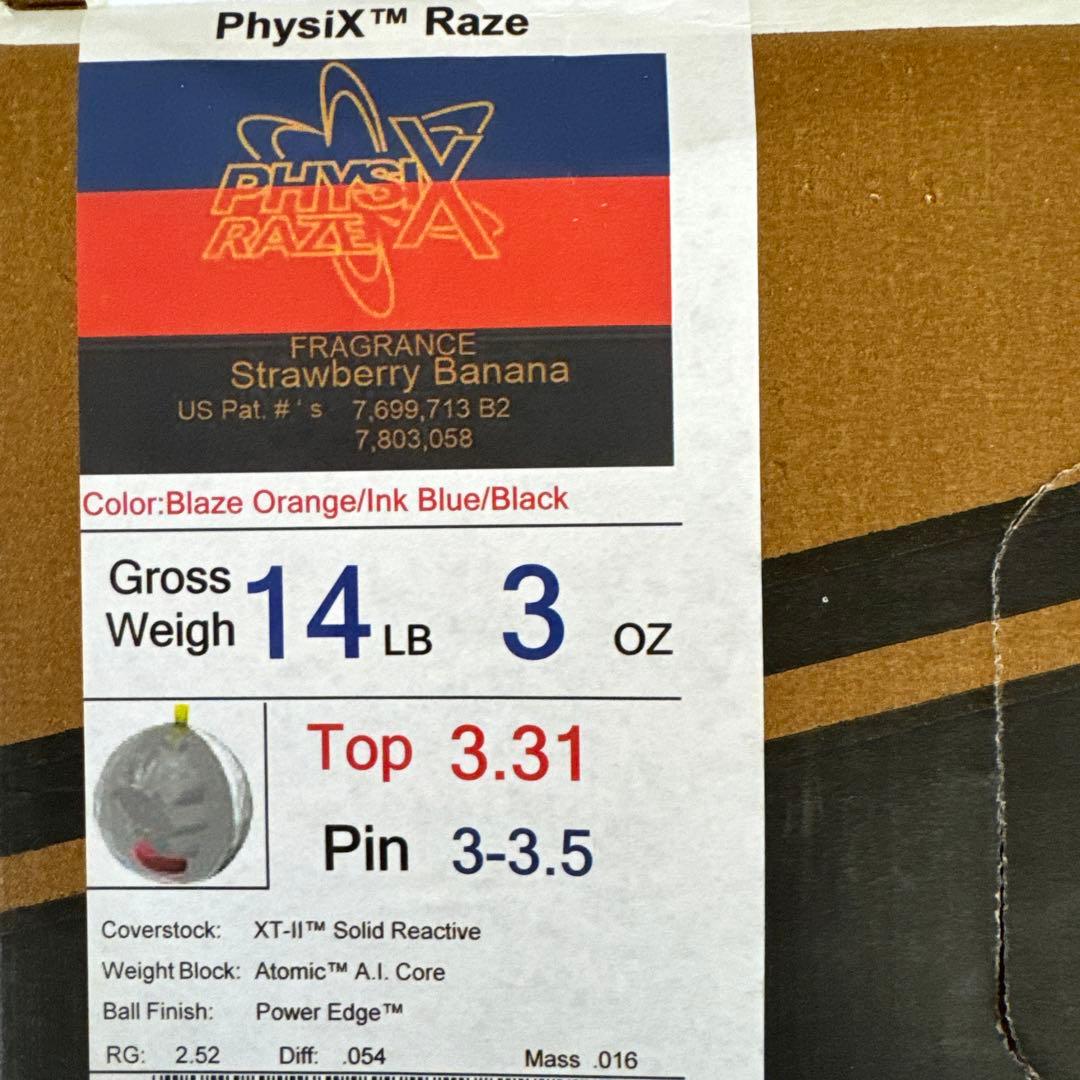 PhysiX™ Raze
PHYSIX
RAZE
FRAGRANCE
Strawberry Banana
US Pat. # ' s 7,699,713 B2
7,803,058
Color:Blaze Orange/Ink Blue/Black
Gross
Weigh 14 LB 3 OZ
Top 3.31
Pin 3-3.5
Coverstock: XT-II™ Solid Reactive
Weight Block: Atomic™ A.I. Core
Ball Finish: Power Edge™
RG: 2.52 Diff: .054 Mass .016